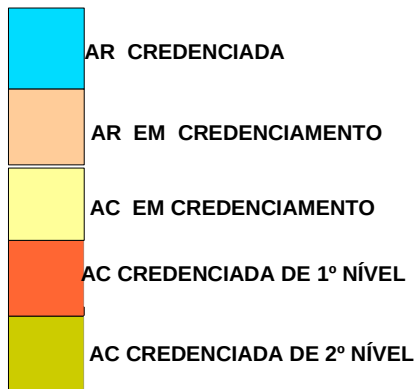 AR CREDENCIADA
AR EM CREDENCIAMENTO
AC EM CREDENCIAMENTO
AC CREDENCIADA DE 1º NÍVEL
AC CREDENCIADA DE 2º NÍVEL